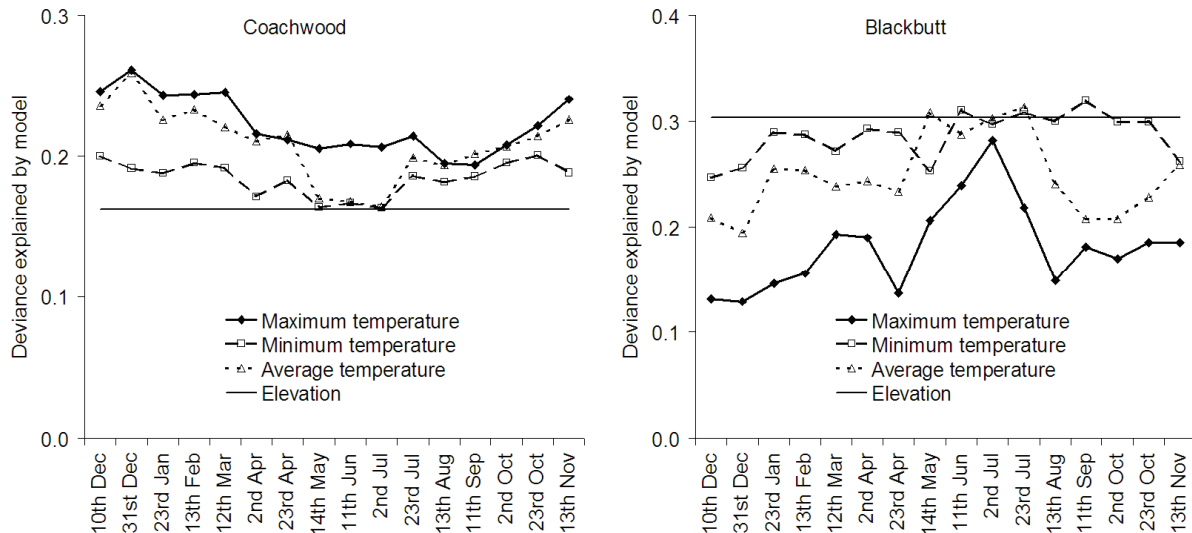 Coachwood
Deviance explained by model
0.3
0.2
0.1
0.0
Maximum temperature
Minimum temperature
Average temperature
Elevation
10th Dec
31st Dec
23rd Jan
13th Feb
12th Mar
2nd Apr
23rd Apr
14th May
11th Jun
2nd Jul
23rd Jul
13th Aug
11th Sep
2nd Oct
23rd Oct
13th Nov
Blackbutt
Deviance explained by model
0.4
0.3
0.2
0.1
0.0
Maximum temperature
Minimum temperature
Average temperature
Elevation
10th Dec
31st Dec
23rd Jan
13th Feb
12th Mar
2nd Apr
23rd Apr
14th May
11th Jun
2nd Jul
23rd Jul
13th Aug
11th Sep
2nd Oct
23rd Oct
13th Nov